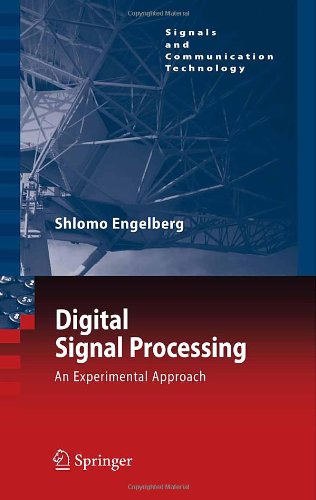 Signals
and
Communication
Technology
Shlomo Engelberg
Digital
Signal Processing
An Experimental Approach
Springer